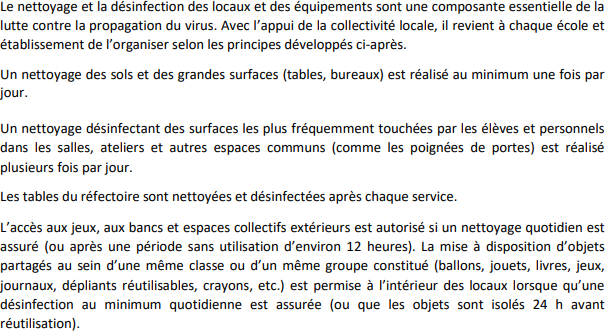 Le nettoyage et la désinfection des locaux et des équipements sont une composante essentielle de la
lutte contre la propagation du virus. Avec l’appui de la collectivité locale, il revient à chaque école et
établissement de l’organiser selon les principes développés ci-après.
Un nettoyage des sols et des grandes surfaces (tables, bureaux) est réalisé au minimum une fois par
jour.
Un nettoyage désinfectant des surfaces les plus fréquemment touchées par les élèves et personnels
dans les salles, ateliers et autres espaces communs (comme les poignées de portes) est réalisé
plusieurs fois par jour.
Les tables du réfectoire sont nettoyées et désinfectées après chaque service.
L’accès aux jeux, aux bancs et espaces collectifs extérieurs est autorisé si un nettoyage quotidien est
assuré (ou après une période sans utilisation d’environ 12 heures). La mise à disposition d’objets
partagés au sein d’une même classe ou d’un même groupe constitué (ballons, jouets, livres, jeux,
journaux, dépliants réutilisables, crayons, etc.) est permise à l’intérieur des locaux lorsque qu’une
désinfection au minimum quotidienne est assurée (ou que les objets sont isolés 24 h avant
réutilisation).